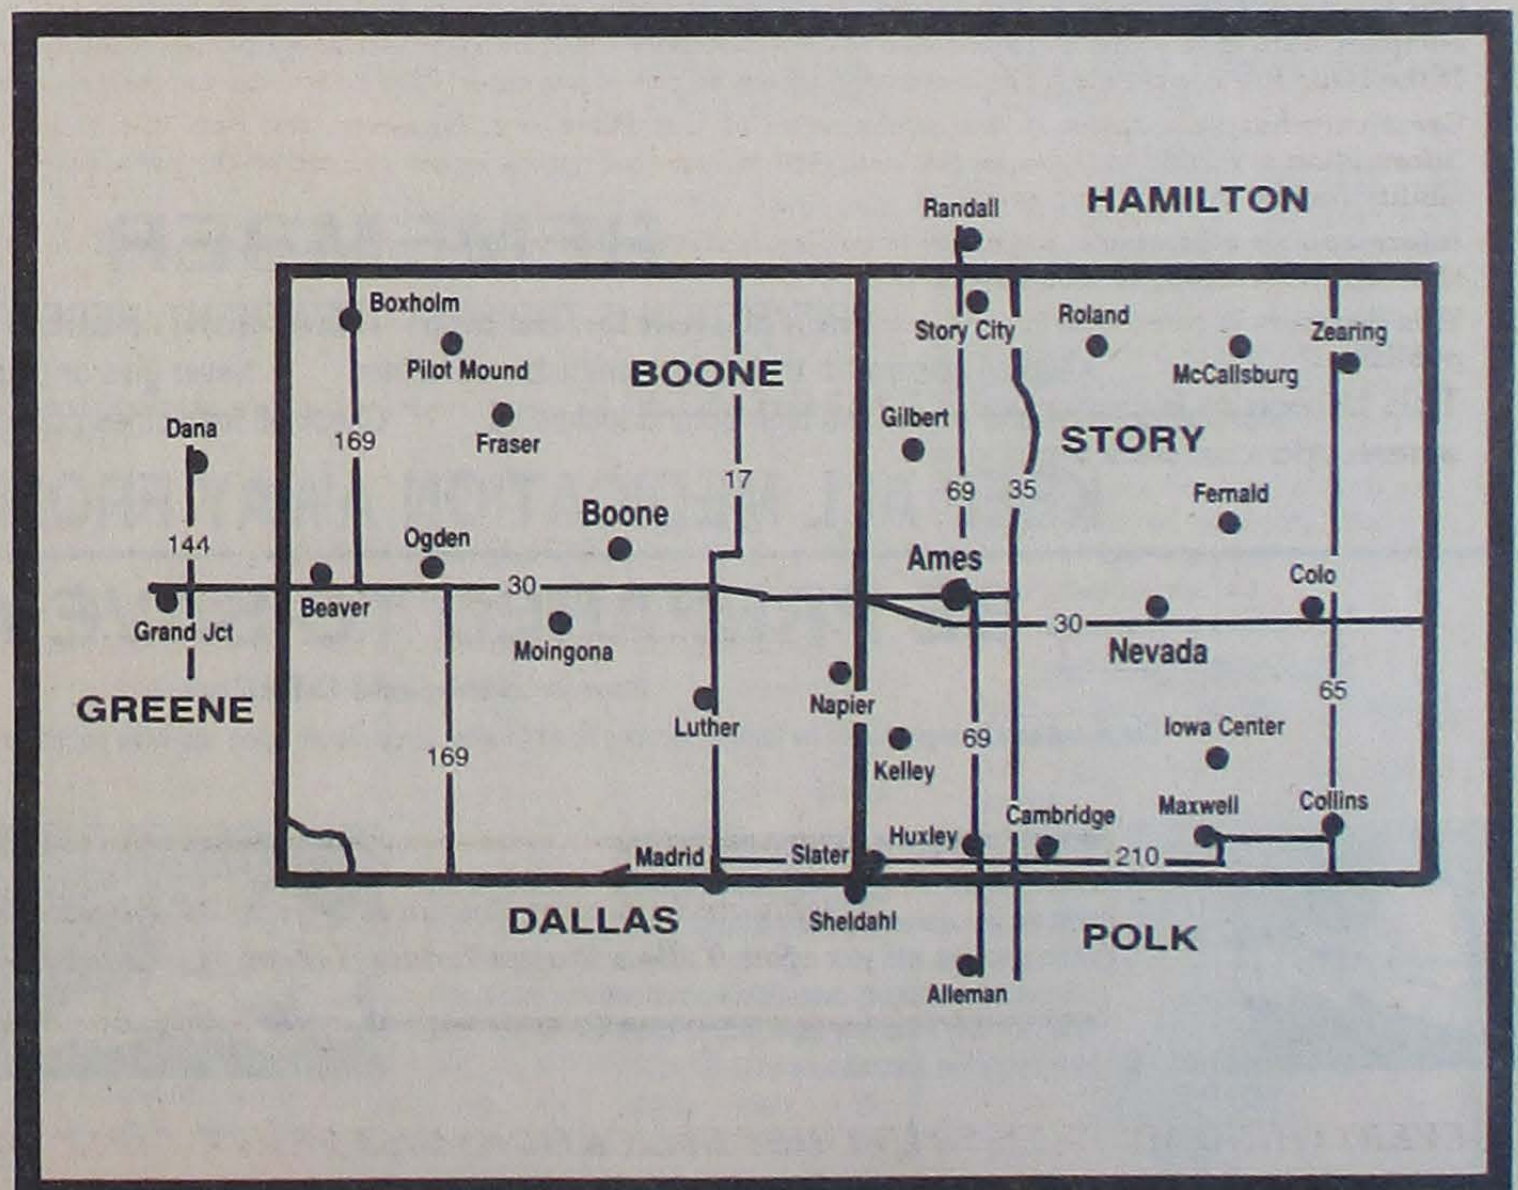 HAMILTON
Randall
Boxholm
Story City
Roland
Zearing
Pilot Mound
BOONE
McCallsburg
Dana
169
Fraser
Gilbert
STORY
17
69
35
Fernald
144
Ogden
Boone
Ames
Colo
30
Beaver
Grand Jct
Moingona
30
Nevada
GREENE
Luther
Napier
65
169
Kelley
69
Iowa Center
Cambridge
Maxwell
Collins
Madrid
Slater
Huxley
210
DALLAS
Sheldahl
POLK
Alleman